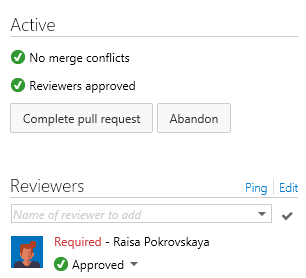 Active
No merge conflicts
Reviewers approved
Complete pull request Abandon
Reviewers Ping Edit
Name of reviewer to add
Required - Raisa Pokrovskaya
Approved